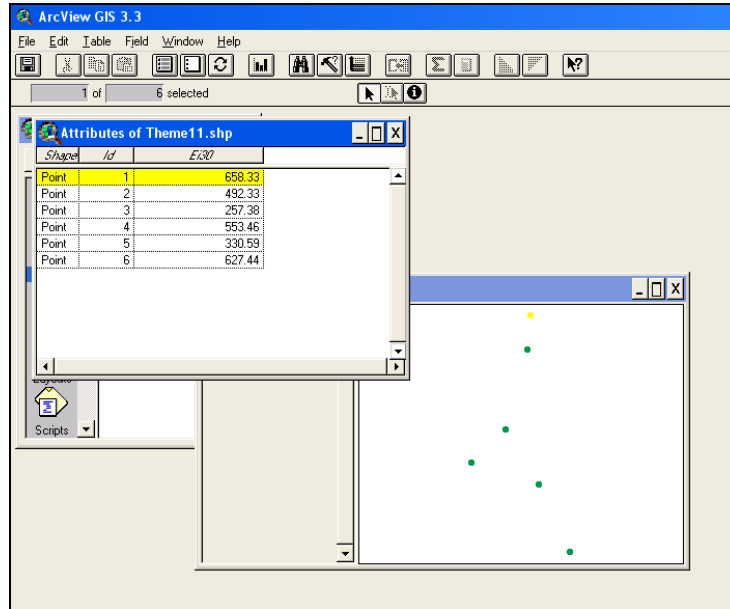 ArcView GIS 3.3
File Edit Table Field Window Help
1 of 6 selected
Attributes of Theme11.shp
Shape Id Ei30
Point 1 658.33
Point 2 492.33
Point 3 257.38
Point 4 553.46
Point 5 330.59
Point 6 627.44
Layouts
Scripts